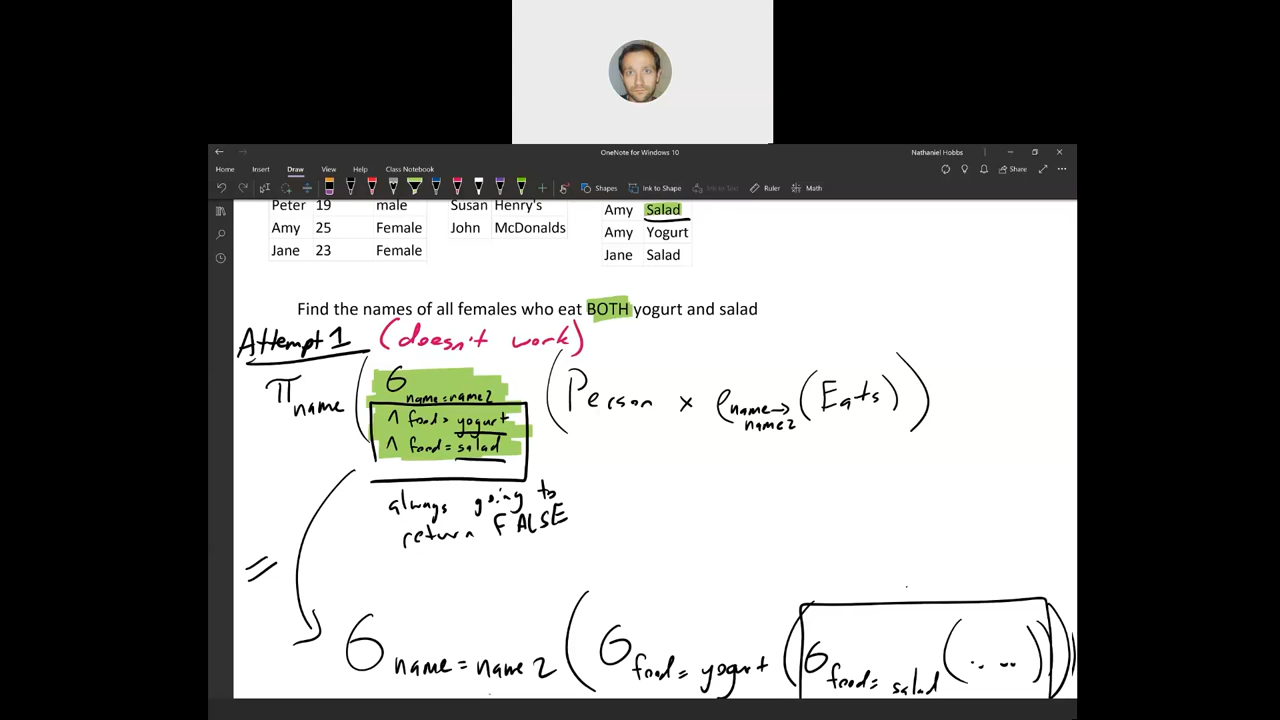 OneNote for Windows 10 Nathaniel Hobbs
Home Insert Draw View Help Class Notebook Share
Shapes Ink to Shape Ink to Text Ruler Math
Peter 19 male
Amy 25 Female
Jane 23 Female
Susan Henry's
John McDonalds
Amy Salad
Amy Yogurt
Jane Salad
Find the names of all females who eat BOTH yogurt and salad
Attempt 1 (doesn't work)
π name ( σ name=name2 ∧ food= yogurt ∧ food= salad ( Person × ρ name→name2 (Eats) )
always going to
return FALSE
=
σ name=name2 ( σ food= yogurt ( σ food= salad (.....)))